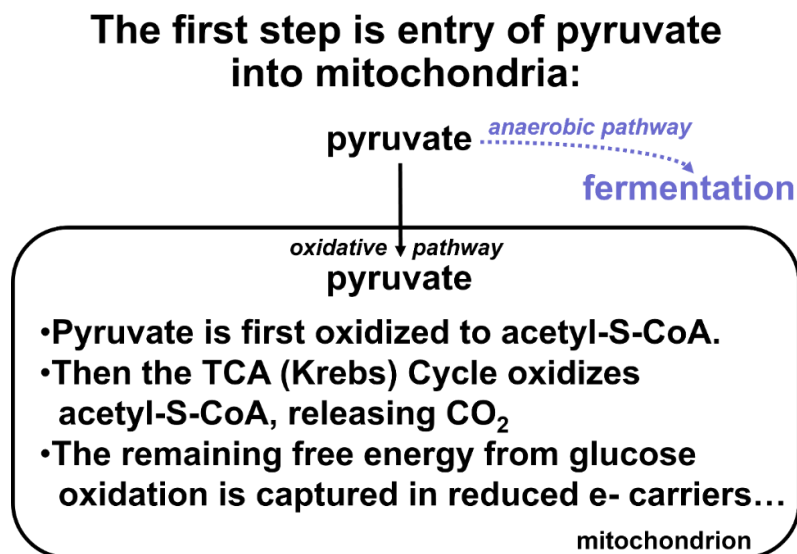 The first step is entry of pyruvate
into mitochondria:
pyruvate
anaerobic pathway
fermentation
oxidative pathway
pyruvate
•Pyruvate is first oxidized to acetyl-S-CoA.
•Then the TCA (Krebs) Cycle oxidizes
acetyl-S-CoA, releasing CO₂
•The remaining free energy from glucose
oxidation is captured in reduced e- carriers…
mitochondrion